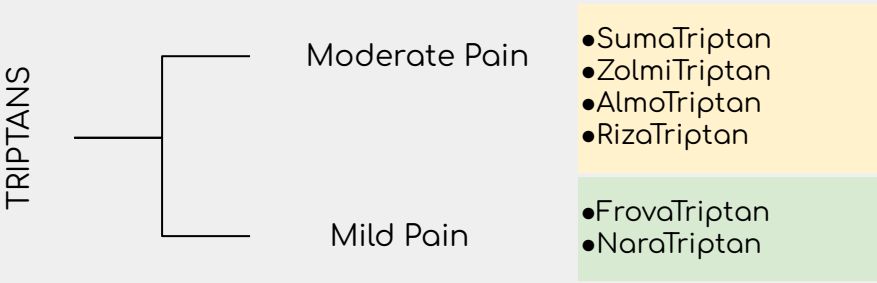 TRIPTANS
Moderate Pain
●SumaTriptan
●ZolmiTriptan
●AlmoTriptan
●RizaTriptan
Mild Pain
●FrovaTriptan
●NaraTriptan